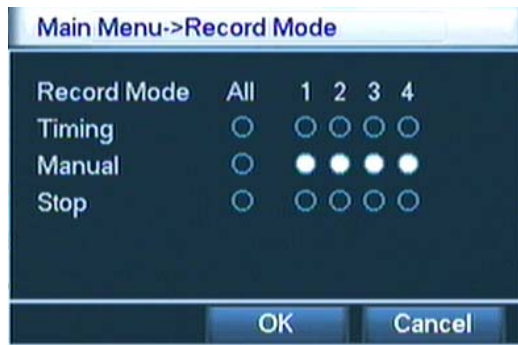 Main Menu->Record Mode
Record Mode All 1 2 3 4
Timing
Manual
Stop
OK Cancel